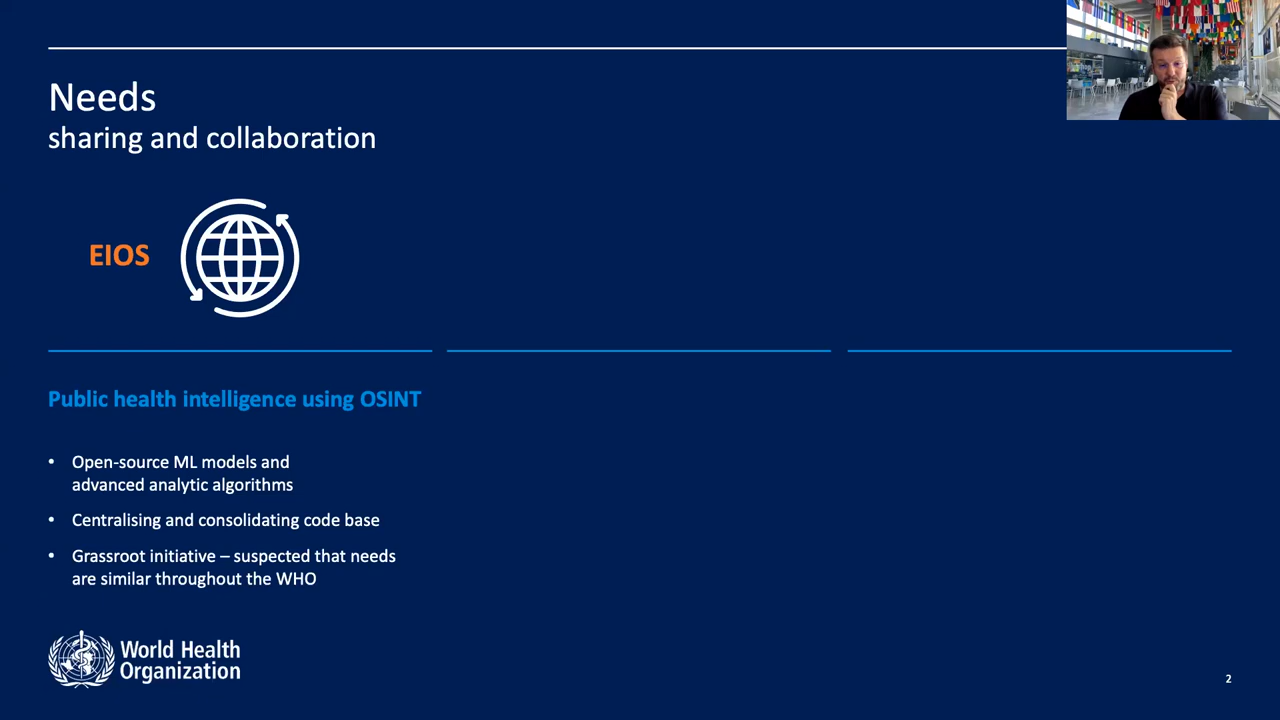 Needs
sharing and collaboration
EIOS
Public health intelligence using OSINT
• Open-source ML models and
advanced analytic algorithms
• Centralising and consolidating code base
• Grassroot initiative – suspected that needs
are similar throughout the WHO
World Health
Organization
2